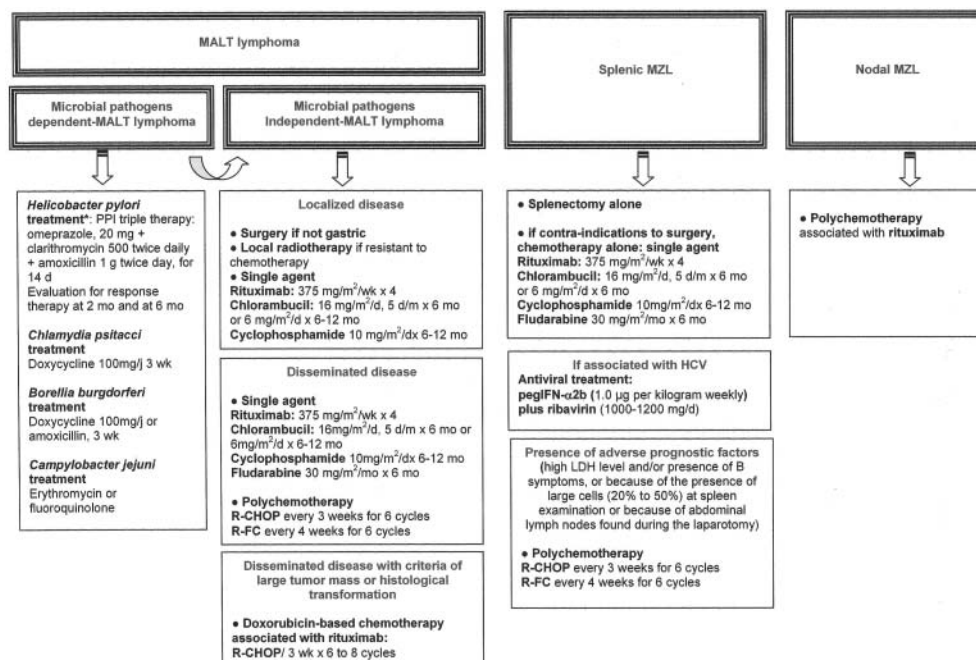 MALT lymphoma
Microbial pathogens
dependent-MALT lymphoma
Microbial pathogens
Independent-MALT lymphoma
Helicobacter pylori
treatment*: PPI triple therapy:
omeprazole, 20 mg +
clarithromycin 500 twice daily
+ amoxicillin 1 g twice day, for
14 d
Evaluation for response
therapy at 2 mo and at 6 mo
Chlamydia psitacci
treatment
Doxycycline 100mg/j 3 wk
Borellia burgdorferi
treatment
Doxycycline 100mg/j or
amoxicillin, 3 wk
Campylobacter jejuni
treatment
Erythromycin or
fluoroquinolone
Localized disease
● Surgery if not gastric
● Local radiotherapy if resistant to
chemotherapy
● Single agent
Rituximab: 375 mg/m²/wk x 4
Chlorambucil: 16 mg/m²/d, 5 d/m x 6 mo
or 6 mg/m²/d x 6-12 mo
Cyclophosphamide 10 mg/m²/dx 6-12 mo
Disseminated disease
● Single agent
Rituximab: 375 mg/m²/wk x 4
Chlorambucil: 16mg/m²/d, 5 d/m x 6 mo or
6mg/m²/d x 6-12 mo
Cyclophosphamide 10mg/m²/dx 6-12 mo
Fludarabine 30 mg/m²/mo x 6 mo
● Polychemotherapy
R-CHOP every 3 weeks for 6 cycles
R-FC every 4 weeks for 6 cycles
Disseminated disease with criteria of
large tumor mass or histological
transformation
● Doxorubicin-based chemotherapy
associated with rituximab:
R-CHOP/ 3 wk x 6 to 8 cycles
Splenic MZL
● Splenectomy alone
● if contra-indications to surgery,
chemotherapy alone: single agent
Rituximab: 375 mg/m²/wk x 4
Chlorambucil: 16 mg/m²/d, 5 d/m x 6 mo
or 6 mg/m²/d x 6 mo
Cyclophosphamide 10mg/m²/dx 6-12 mo
Fludarabine 30 mg/m²/mo x 6 mo
If associated with HCV
Antiviral treatment:
pegIFN-α2b (1.0 µg per kilogram weekly)
plus ribavirin (1000-1200 mg/d)
Presence of adverse prognostic factors
(high LDH level and/or presence of B
symptoms, or because of the presence of
large cells (20% to 50%) at spleen
examination or because of abdominal
lymph nodes found during the laparotomy)
● Polychemotherapy
R-CHOP every 3 weeks for 6 cycles
R-FC every 4 weeks for 6 cycles
Nodal MZL
● Polychemotherapy
associated with rituximab